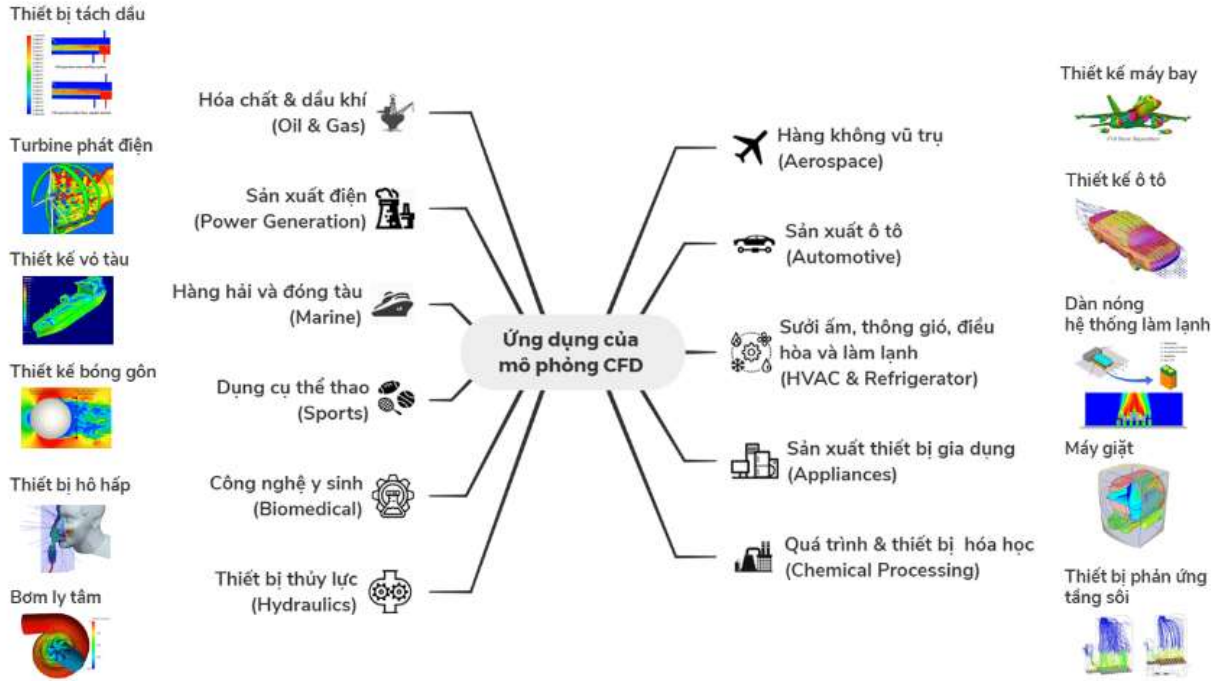 Thiết bị tách dầu
Turbine phát điện
Thiết kế vỏ tàu
Thiết kế bóng gôn
Thiết bị hô hấp
Bơm ly tâm
Hóa chất & dầu khí
(Oil & Gas)
Sản xuất điện
(Power Generation)
Hàng hải và đóng tàu
(Marine)
Dụng cụ thể thao
(Sports)
Công nghệ y sinh
(Biomedical)
Thiết bị thủy lực
(Hydraulics)
Ứng dụng của
mô phỏng CFD
Hàng không vũ trụ
(Aerospace)
Sản xuất ô tô
(Automotive)
Sưởi ấm, thông gió, điều
hòa và làm lạnh
(HVAC & Refrigerator)
Sản xuất thiết bị gia dụng
(Appliances)
Quá trình & thiết bị hóa học
(Chemical Processing)
Thiết kế máy bay
Thiết kế ô tô
Dàn nóng
hệ thống làm lạnh
Máy giặt
Thiết bị phản ứng
tầng sôi